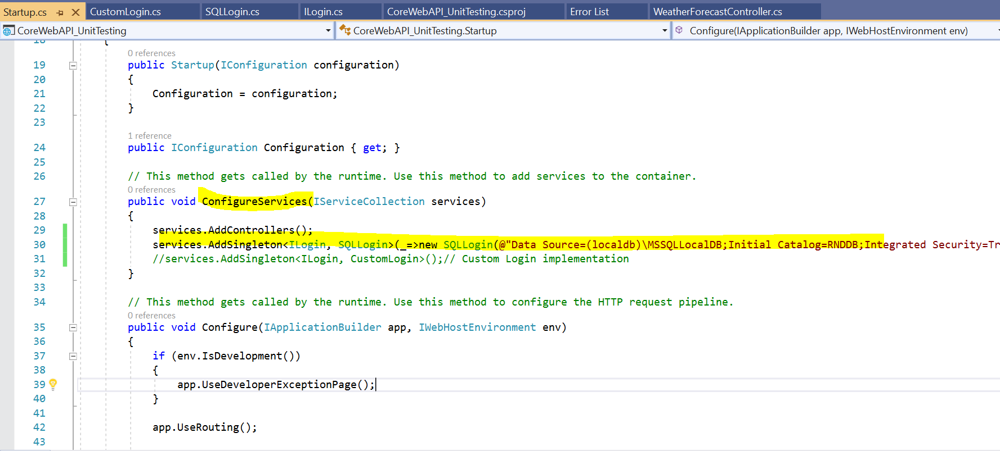 Startup.cs CustomLogin.cs SQLLogin.cs ILogin.cs CoreWebAPI_UnitTesting.csproj Error List WeatherForecastController.cs
CoreWebAPI_UnitTesting CoreWebAPI_UnitTesting.Startup Configure(IApplicationBuilder app, IWebHostEnvironment env)
18 {
0 references
19 public Startup(IConfiguration configuration)
20 {
21 Configuration = configuration;
22 }
23
1 reference
24 public IConfiguration Configuration { get; }
25
26 // This method gets called by the runtime. Use this method to add services to the container.
0 references
27 public void ConfigureServices(IServiceCollection services)
28 {
29 services.AddControllers();
30 services.AddSingleton<ILogin, SQLLogin>(_=>new SQLLogin(@"Data Source=(localdb)\MSSQLLocalDB;Initial Catalog=RNDDB;Integrated Security=Tr
31 //services.AddSingleton<ILogin, CustomLogin>();// Custom Login implementation
32 }
33
34 // This method gets called by the runtime. Use this method to configure the HTTP request pipeline.
0 references
35 public void Configure(IApplicationBuilder app, IWebHostEnvironment env)
36 {
37 if (env.IsDevelopment())
38 {
39 app.UseDeveloperExceptionPage();
40 }
41
42 app.UseRouting();
43